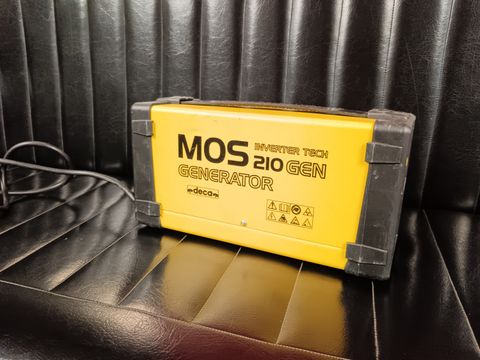 INVERTER TECH
MOS 210 GEN
GENERATOR
deca